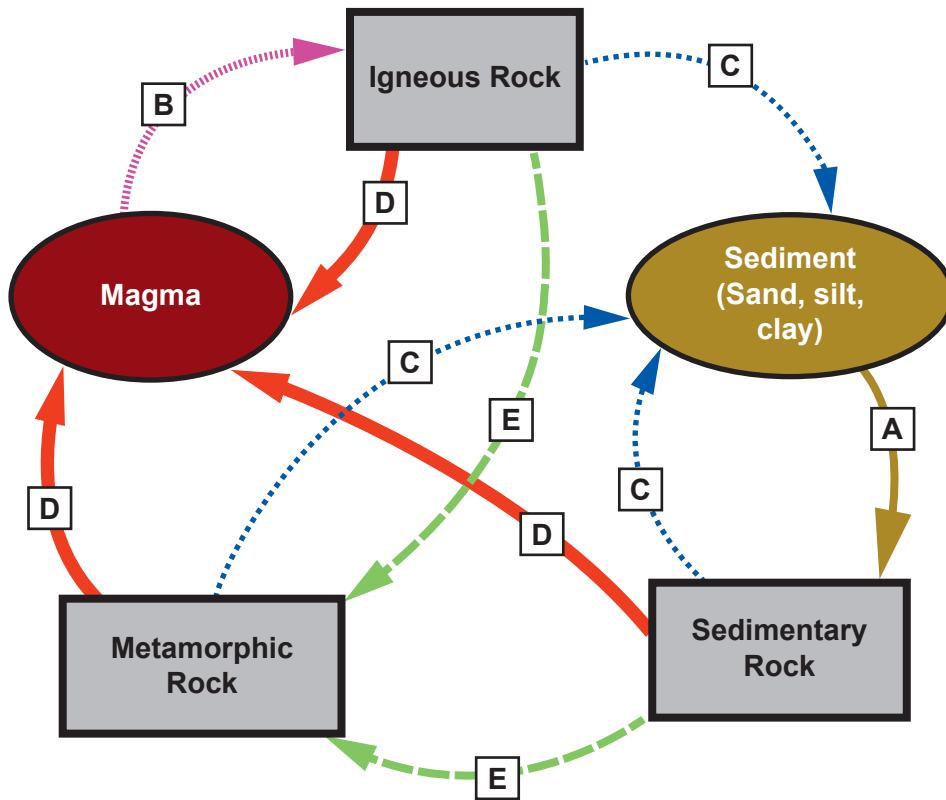 Igneous Rock
C
B
D
Magma
Sediment
(Sand, silt,
clay)
C
E
A
C
D
D
Metamorphic
Rock
Sedimentary
Rock
E